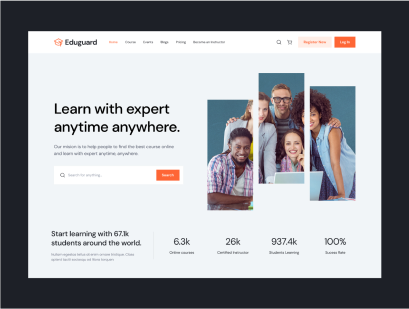 Eduguard
Home
Course
Events
Blogs
Pricing
Become an Instructor
Register Now
Log In
Learn with expert
anytime anywhere.
Our mission is to help people to find the best course online
and learn with expert anytime, anywhere.
Search for anything..
Search
Start learning with 67.1k
students around the world.
6.3k
Online courses
26k
Certified Instructor
937.4k
Students Learning
100%
Success Rate